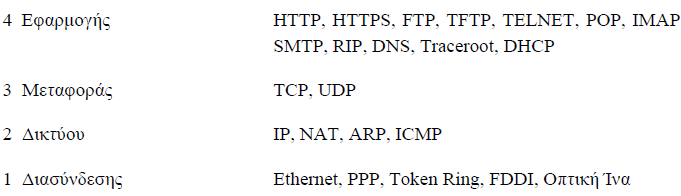 4 Εφαρμογής HTTP, HTTPS, FTP, TFTP, TELNET, POP, IMAP
SMTP, RIP, DNS, Traceroot, DHCP
3 Μεταφοράς TCP, UDP
2 Δικτύου IP, NAT, ARP, ICMP
1 Διασύνδεσης Ethernet, PPP, Token Ring, FDDI, Οπτική Ίνα